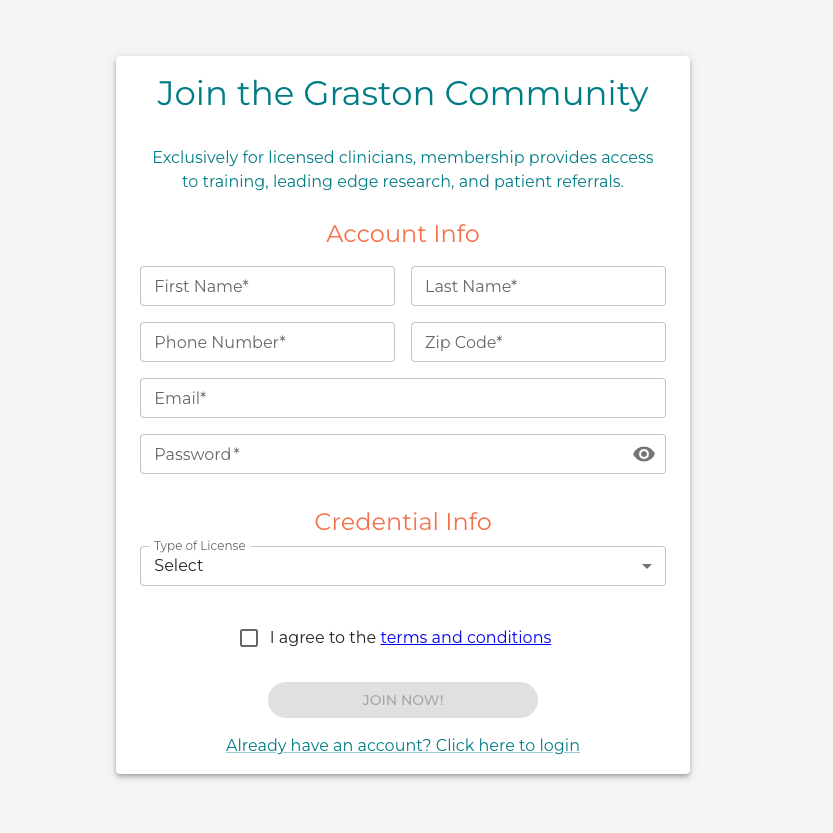 Join the Graston Community
Exclusively for licensed clinicians, membership provides access
to training, leading edge research, and patient referrals.
Account Info
First Name*
Last Name*
Phone Number*
Zip Code*
Email*
Password*
Credential Info
Type of License
Select
I agree to the terms and conditions
JOIN NOW!
Already have an account? Click here to login